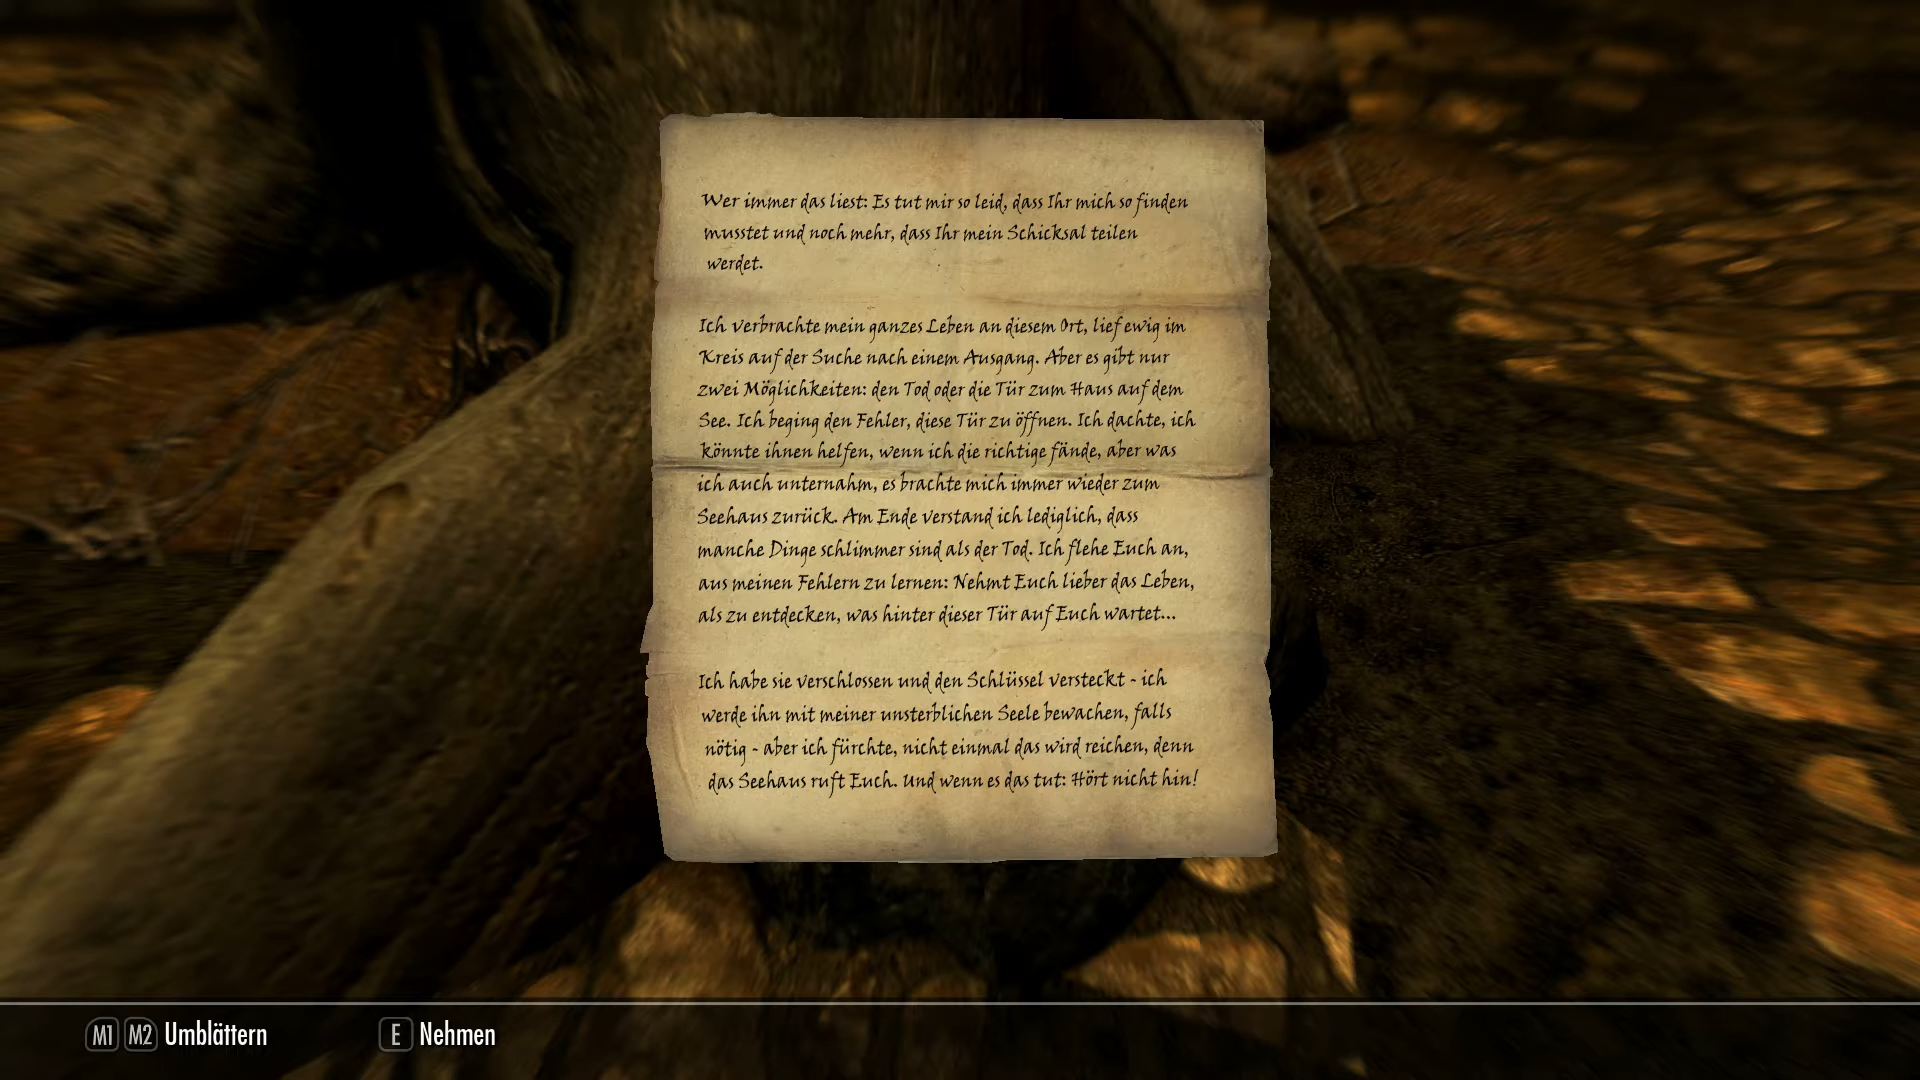 Wer immer das liest: Es tut mir so leid, dass Ihr mich so finden
musstet und noch mehr, dass Ihr mein Schicksal teilen
werdet.
Ich verbrachte mein ganzes Leben an diesem Ort, lief ewig im
Kreis auf der Suche nach einem Ausgang. Aber es gibt nur
zwei Möglichkeiten: den Tod oder die Tür zum Haus auf dem
See. Ich beging den Fehler, diese Tür zu öffnen. Ich dachte, ich
könnte ihnen helfen, wenn ich die richtige fände, aber was
ich auch unternahm, es brachte mich immer wieder zum
Seehaus zurück. Am Ende verstand ich lediglich, dass
manche Dinge schlimmer sind als der Tod. Ich flehe Euch an,
aus meinen Fehlern zu lernen: Nehmt Euch lieber das Leben,
als zu entdecken, was hinter dieser Tür auf Euch wartet...
Ich habe sie verschlossen und den Schlüssel versteckt - ich
werde ihn mit meiner unsterblichen Seele bewachen, falls
nötig - aber ich fürchte, nicht einmal das wird reichen, denn
das Seehaus ruft Euch. Und wenn es das tut: Hört nicht hin!
M1 M2 Umblättern E Nehmen